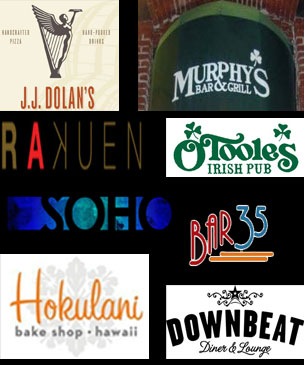 HANDCRAFTED PIZZA
HAND-POURED DRINKS
J.J. DOLAN'S
MURPHY'S
BAR & GRILL
RAKUEN
O'TOOLE'S
IRISH PUB
SOHO
BAR 35
Hokulani
bake shop • hawaii
DOWNBEAT
Diner & Lounge